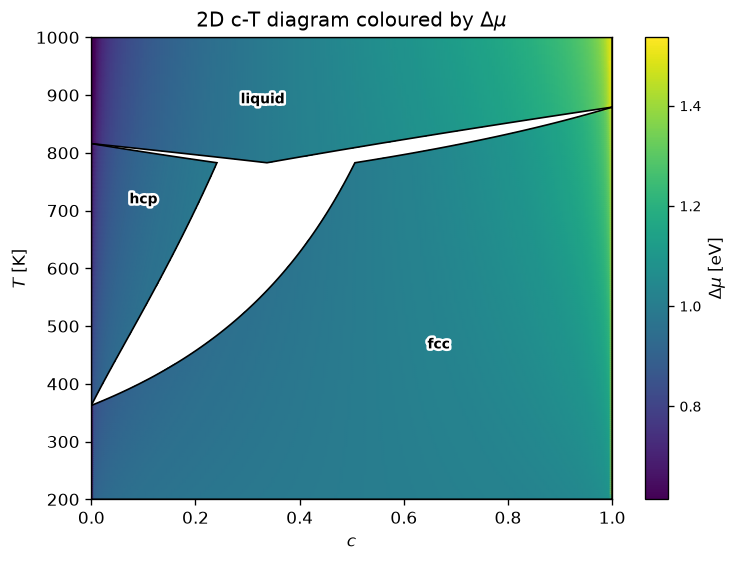 2D c-T diagram coloured by Δμ
1000
900
800
700
600
500
400
300
200
T [K]
liquid
hcp
fcc
0.0 0.2 0.4 0.6 0.8 1.0
c
1.4
1.2
1.0
0.8
Δμ [eV]